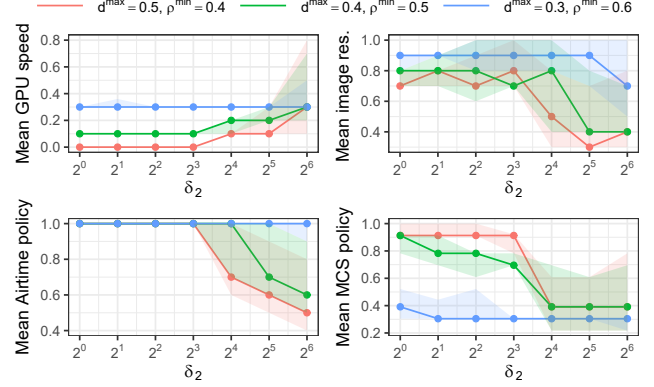 d^max = 0.5, ρ^min = 0.4 d^max = 0.4, ρ^min = 0.5 d^max = 0.3, ρ^min = 0.6
Mean GPU speed
0.8
0.6
0.4
0.2
0.0
2^0 2^1 2^2 2^3 2^4 2^5 2^6
δ_2
Mean image res.
1.0
0.8
0.6
0.4
2^0 2^1 2^2 2^3 2^4 2^5 2^6
δ_2
Mean Airtime policy
1.0
0.8
0.6
0.4
2^0 2^1 2^2 2^3 2^4 2^5 2^6
δ_2
Mean MCS policy
1.0
0.8
0.6
0.4
0.2
2^0 2^1 2^2 2^3 2^4 2^5 2^6
δ_2